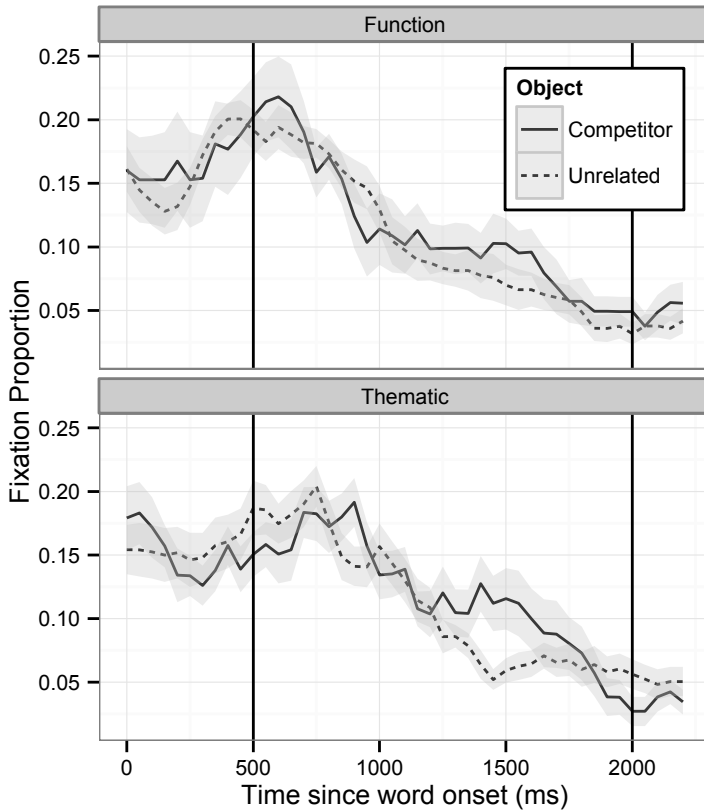 Function
0.25
0.20
0.15
0.10
0.05
Object
Competitor
Unrelated
Thematic
0.25
0.20
0.15
0.10
0.05
Fixation Proportion
0 500 1000 1500 2000
Time since word onset (ms)